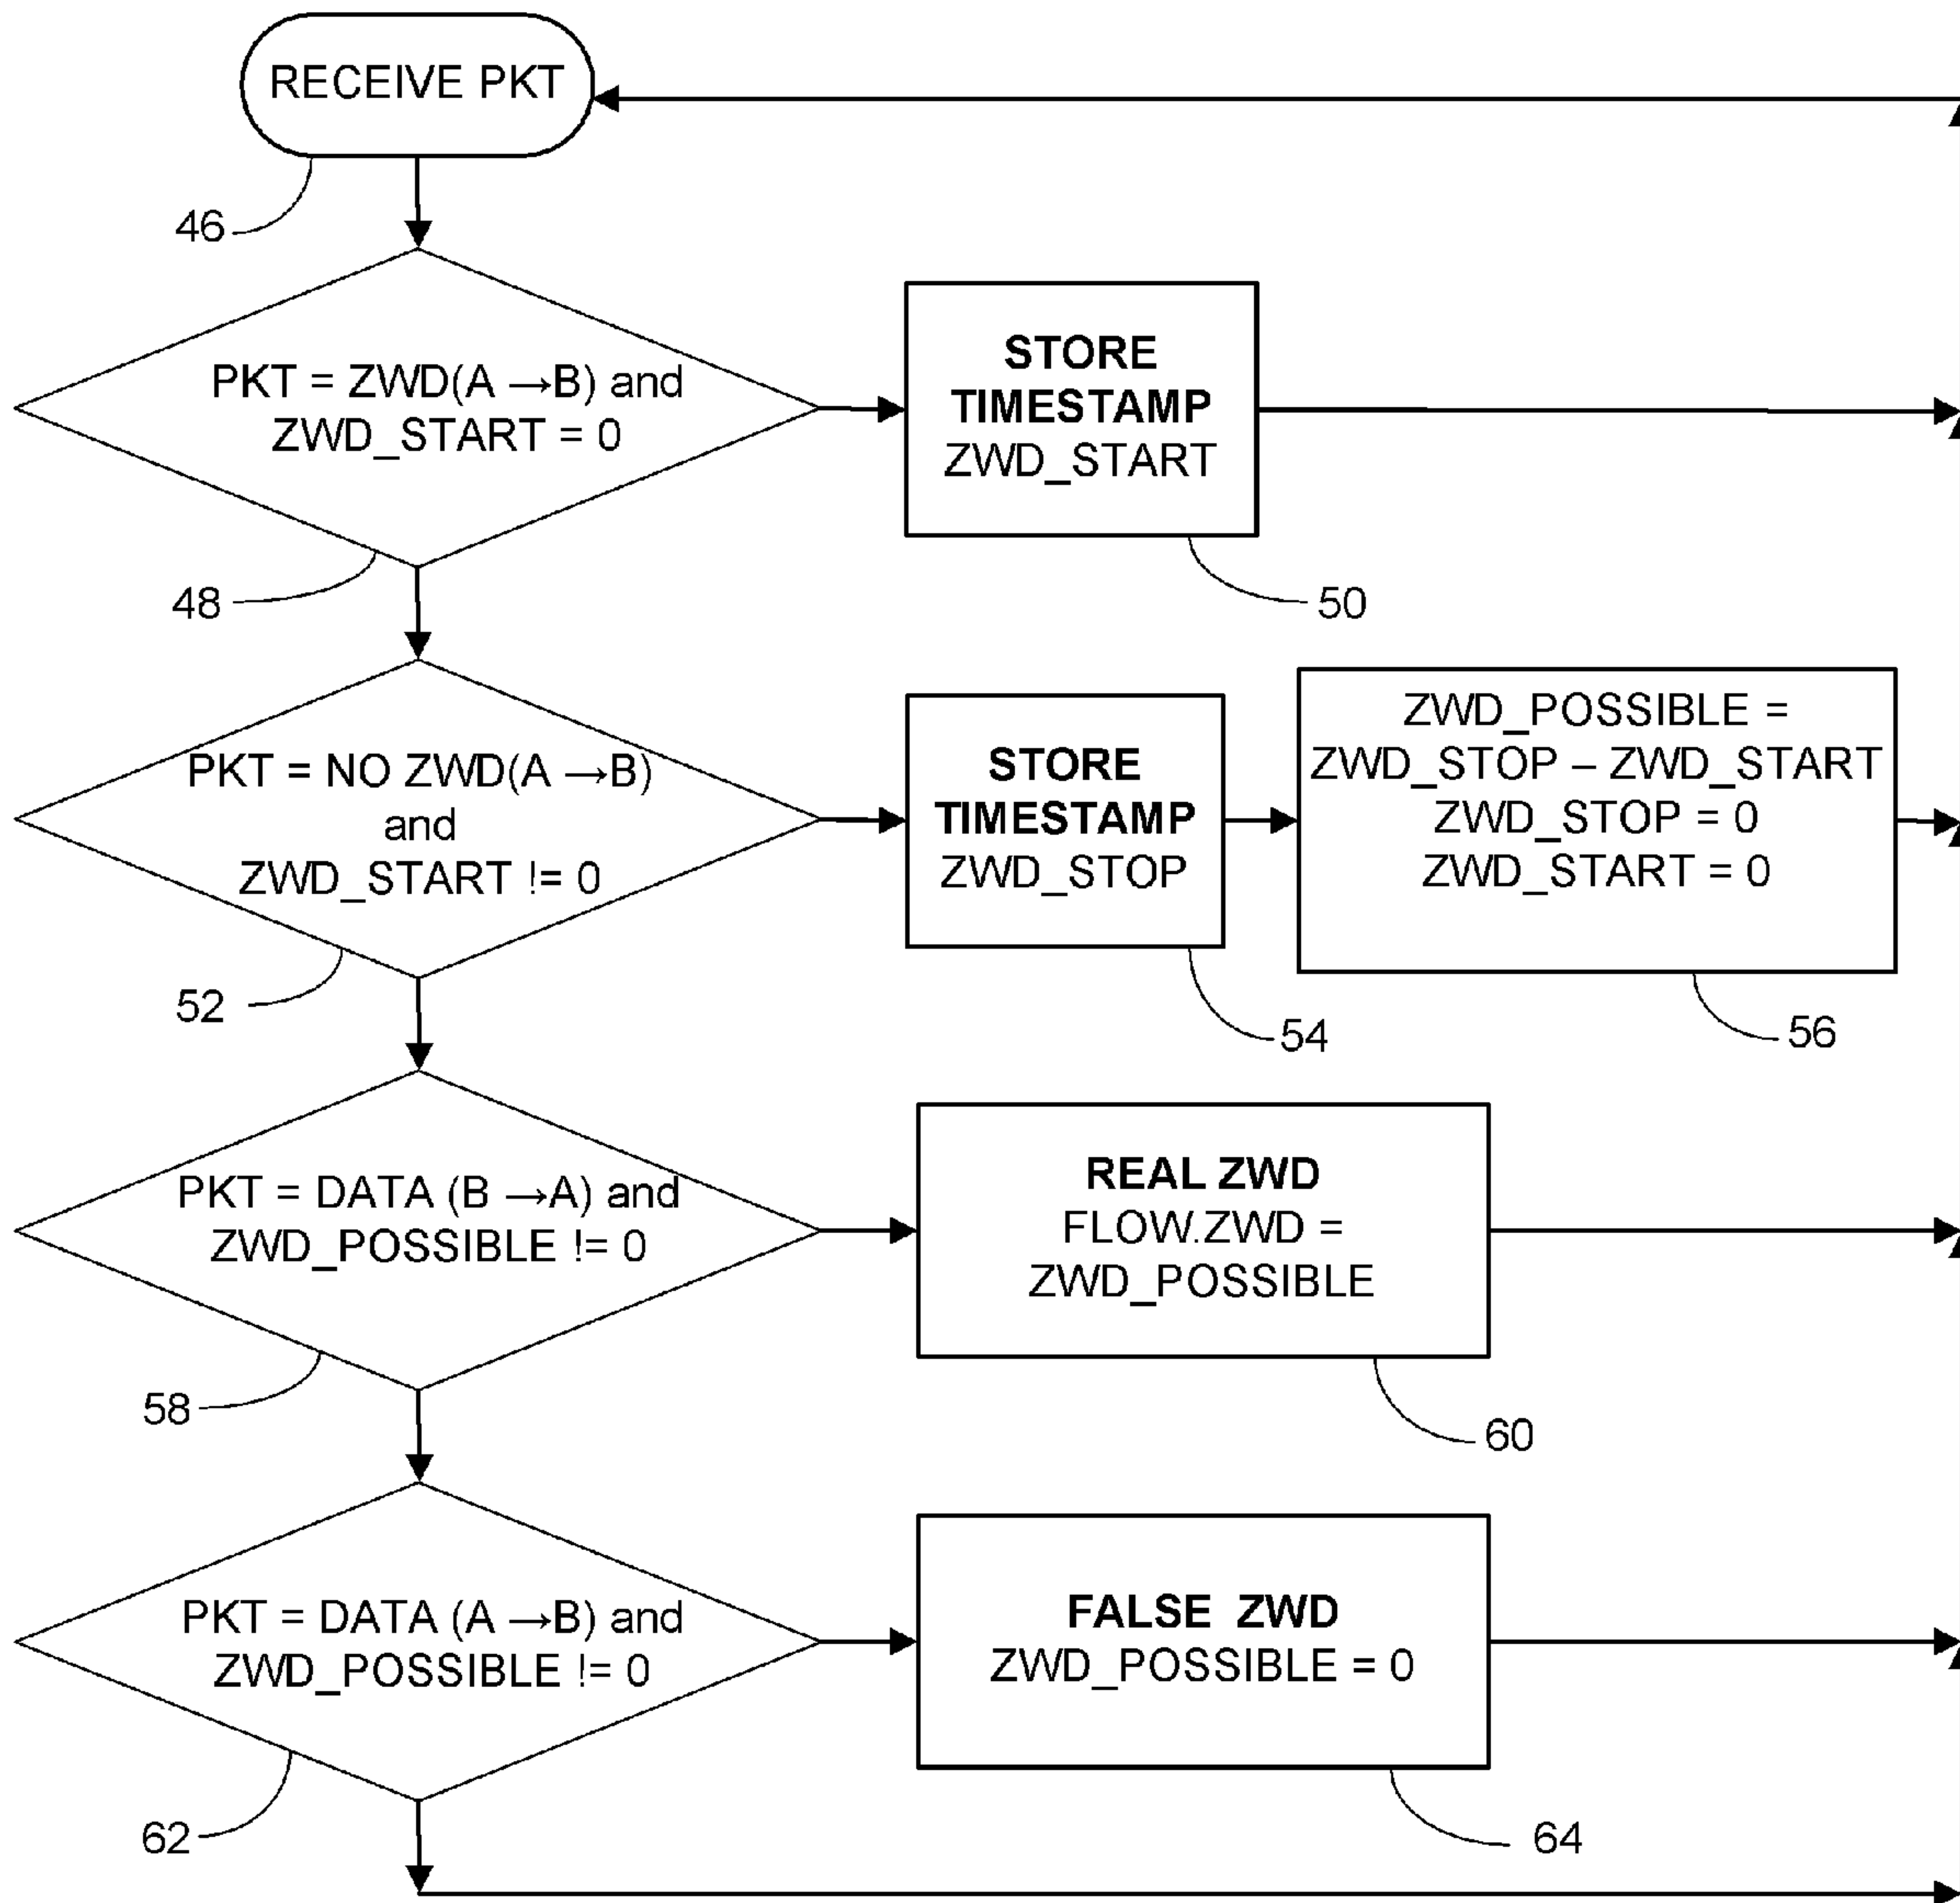 RECEIVE PKT
46
PKT = ZWD(A →B) and
ZWD_START = 0
48
STORE
TIMESTAMP
ZWD_START
50
PKT = NO ZWD(A →B)
and
ZWD_START != 0
52
STORE
TIMESTAMP
ZWD_STOP
54
ZWD_POSSIBLE =
ZWD_STOP – ZWD_START
ZWD_STOP = 0
ZWD_START = 0
56
PKT = DATA (B →A) and
ZWD_POSSIBLE != 0
58
REAL ZWD
FLOW.ZWD =
ZWD_POSSIBLE
60
PKT = DATA (A →B) and
ZWD_POSSIBLE != 0
62
FALSE ZWD
ZWD_POSSIBLE = 0
64